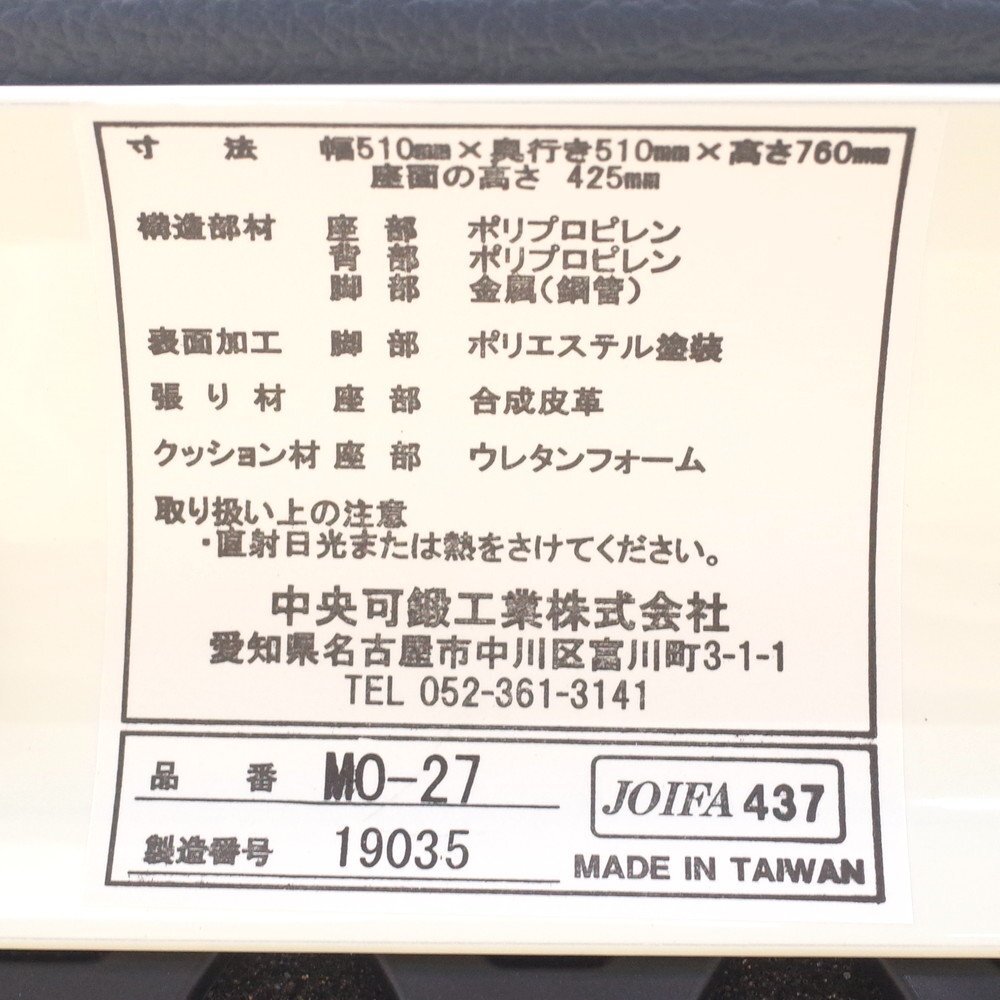 寸法 幅510mm×奥行き510mm×高さ760mm
座面の高さ 425mm
構造部材 座部 ポリプロピレン
背部 ポリプロピレン
脚部 金属(鋼管)
表面加工 脚部 ポリエステル塗装
張り材 座部 合成皮革
クッション材 座部 ウレタンフォーム
取り扱い上の注意
・直射日光または熱をさけてください。
中央可鍛工業株式会社
愛知県名古屋市中川区富川町3-1-1
TEL 052-361-3141
品番 MO-27
JOIFA 437
製造番号 19035
MADE IN TAIWAN